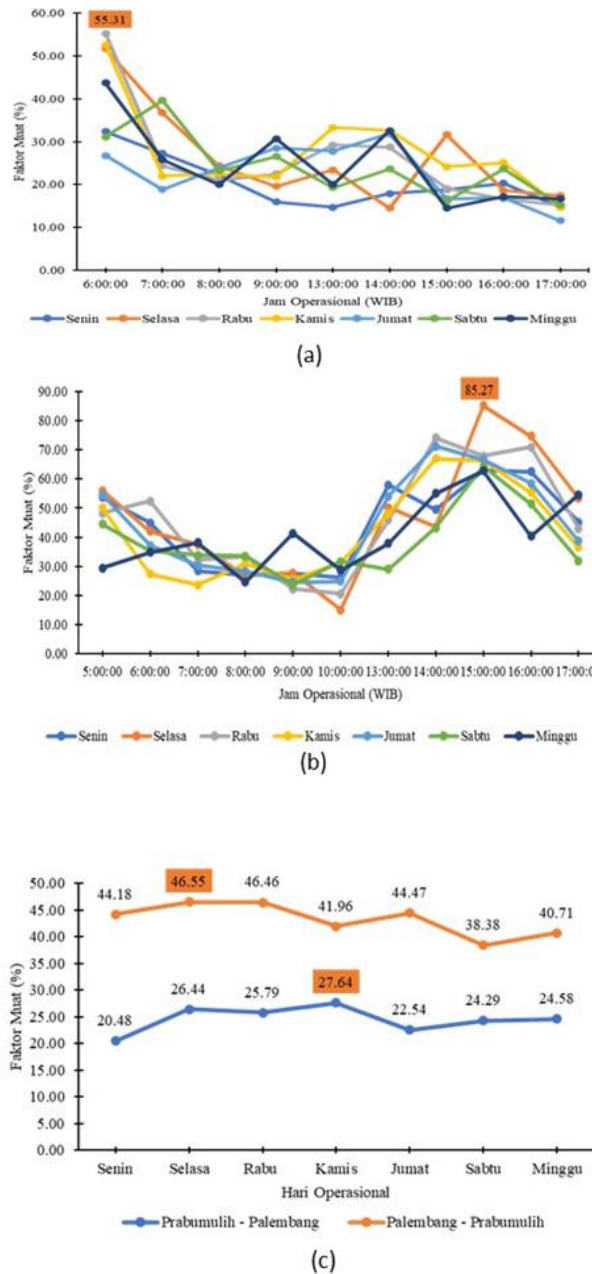 55.31
60.00
50.00
40.00
30.00
20.00
10.00
0.00
Faktor Muat (%)
6:00:00 7:00:00 8:00:00 9:00:00 13:00:00 14:00:00 15:00:00 16:00:00 17:00:00
Jam Operasional (WIB)
Senin Selasa Rabu Kamis Jumat Sabtu Minggu
(a)
85.27
90.00
80.00
70.00
60.00
50.00
40.00
30.00
20.00
10.00
0.00
Faktor Muat (%)
5:00:00 6:00:00 7:00:00 8:00:00 9:00:00 10:00:00 13:00:00 14:00:00 15:00:00 16:00:00 17:00:0
Jam Operasional (WIB)
Senin Selasa Rabu Kamis Jumat Sabtu Minggu
(b)
50.00
45.00
40.00
35.00
30.00
25.00
20.00
15.00
10.00
5.00
0.00
Faktor Muat (%)
44.18 46.55 46.46 41.96 44.47 38.38 40.71
20.48 26.44 25.79 27.64 22.54 24.29 24.58
Senin Selasa Rabu Kamis Jumat Sabtu Minggu
Hari Operasional
Prabumulih - Palembang Palembang - Prabumulih
(c)